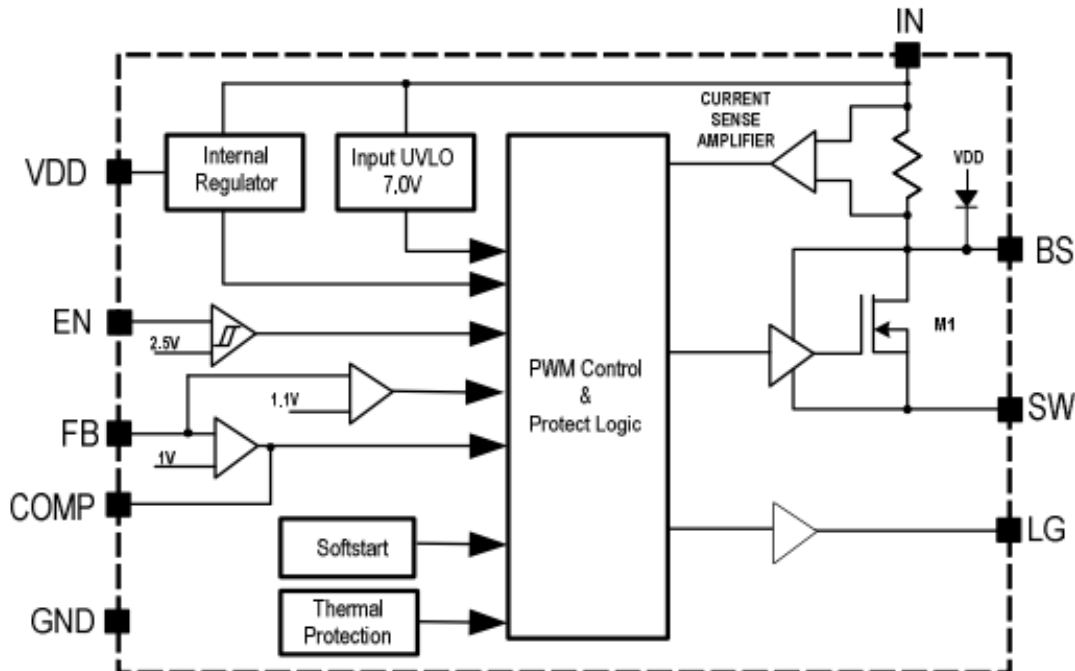 IN
CURRENT
SENSE
AMPLIFIER
VDD
Internal
Regulator
Input UVLO
7.0V
VDD
BS
EN
2.5V
M1
PWM Control
&
Protect Logic
1.1V
FB
1V
SW
COMP
Softstart
LG
Thermal
Protection
GND